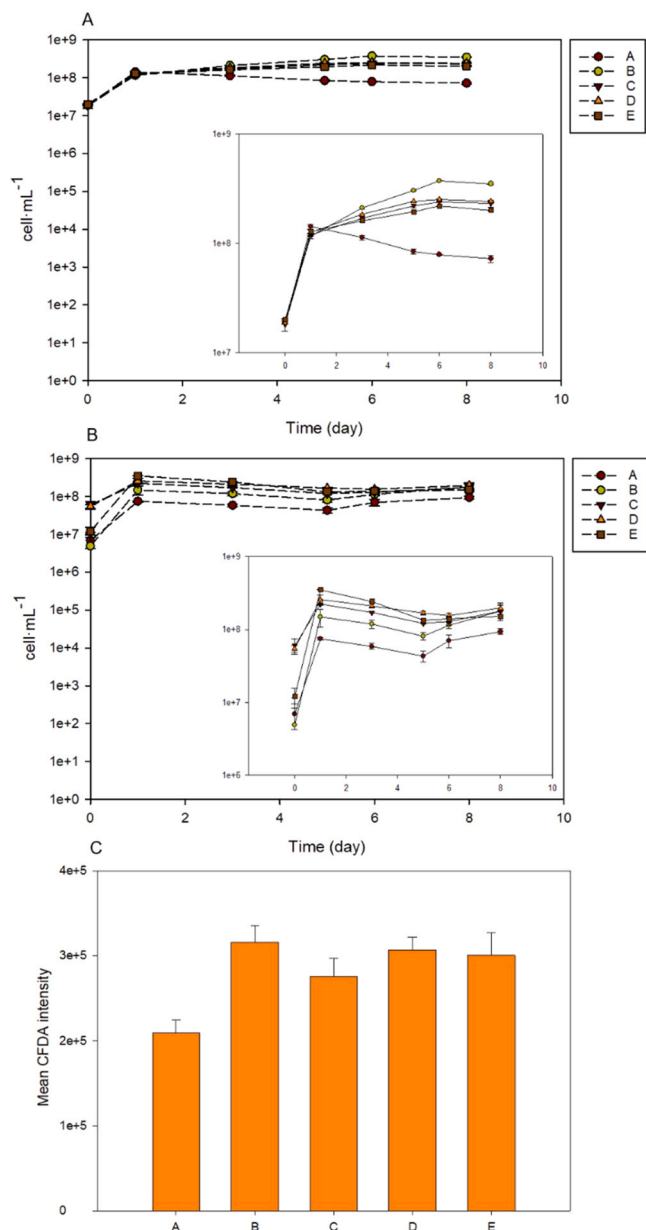 A
1e+9
1e+8
1e+7
1e+6
1e+5
1e+4
1e+3
1e+2
1e+1
1e+0
cell·mL⁻¹
0 2 4 6 8 10
Time (day)
1e+9
1e+8
1e+7
0 2 4 6 8 10
A
B
C
D
E
B
1e+9
1e+8
1e+7
1e+6
1e+5
1e+4
1e+3
1e+2
1e+1
1e+0
cell·mL⁻¹
0 2 4 6 8 10
Time (day)
1e+9
1e+8
1e+7
1e+6
0 2 4 6 8 10
A
B
C
D
E
C
4e+5
3e+5
2e+5
1e+5
0
Mean CFDA intensity
A B C D E